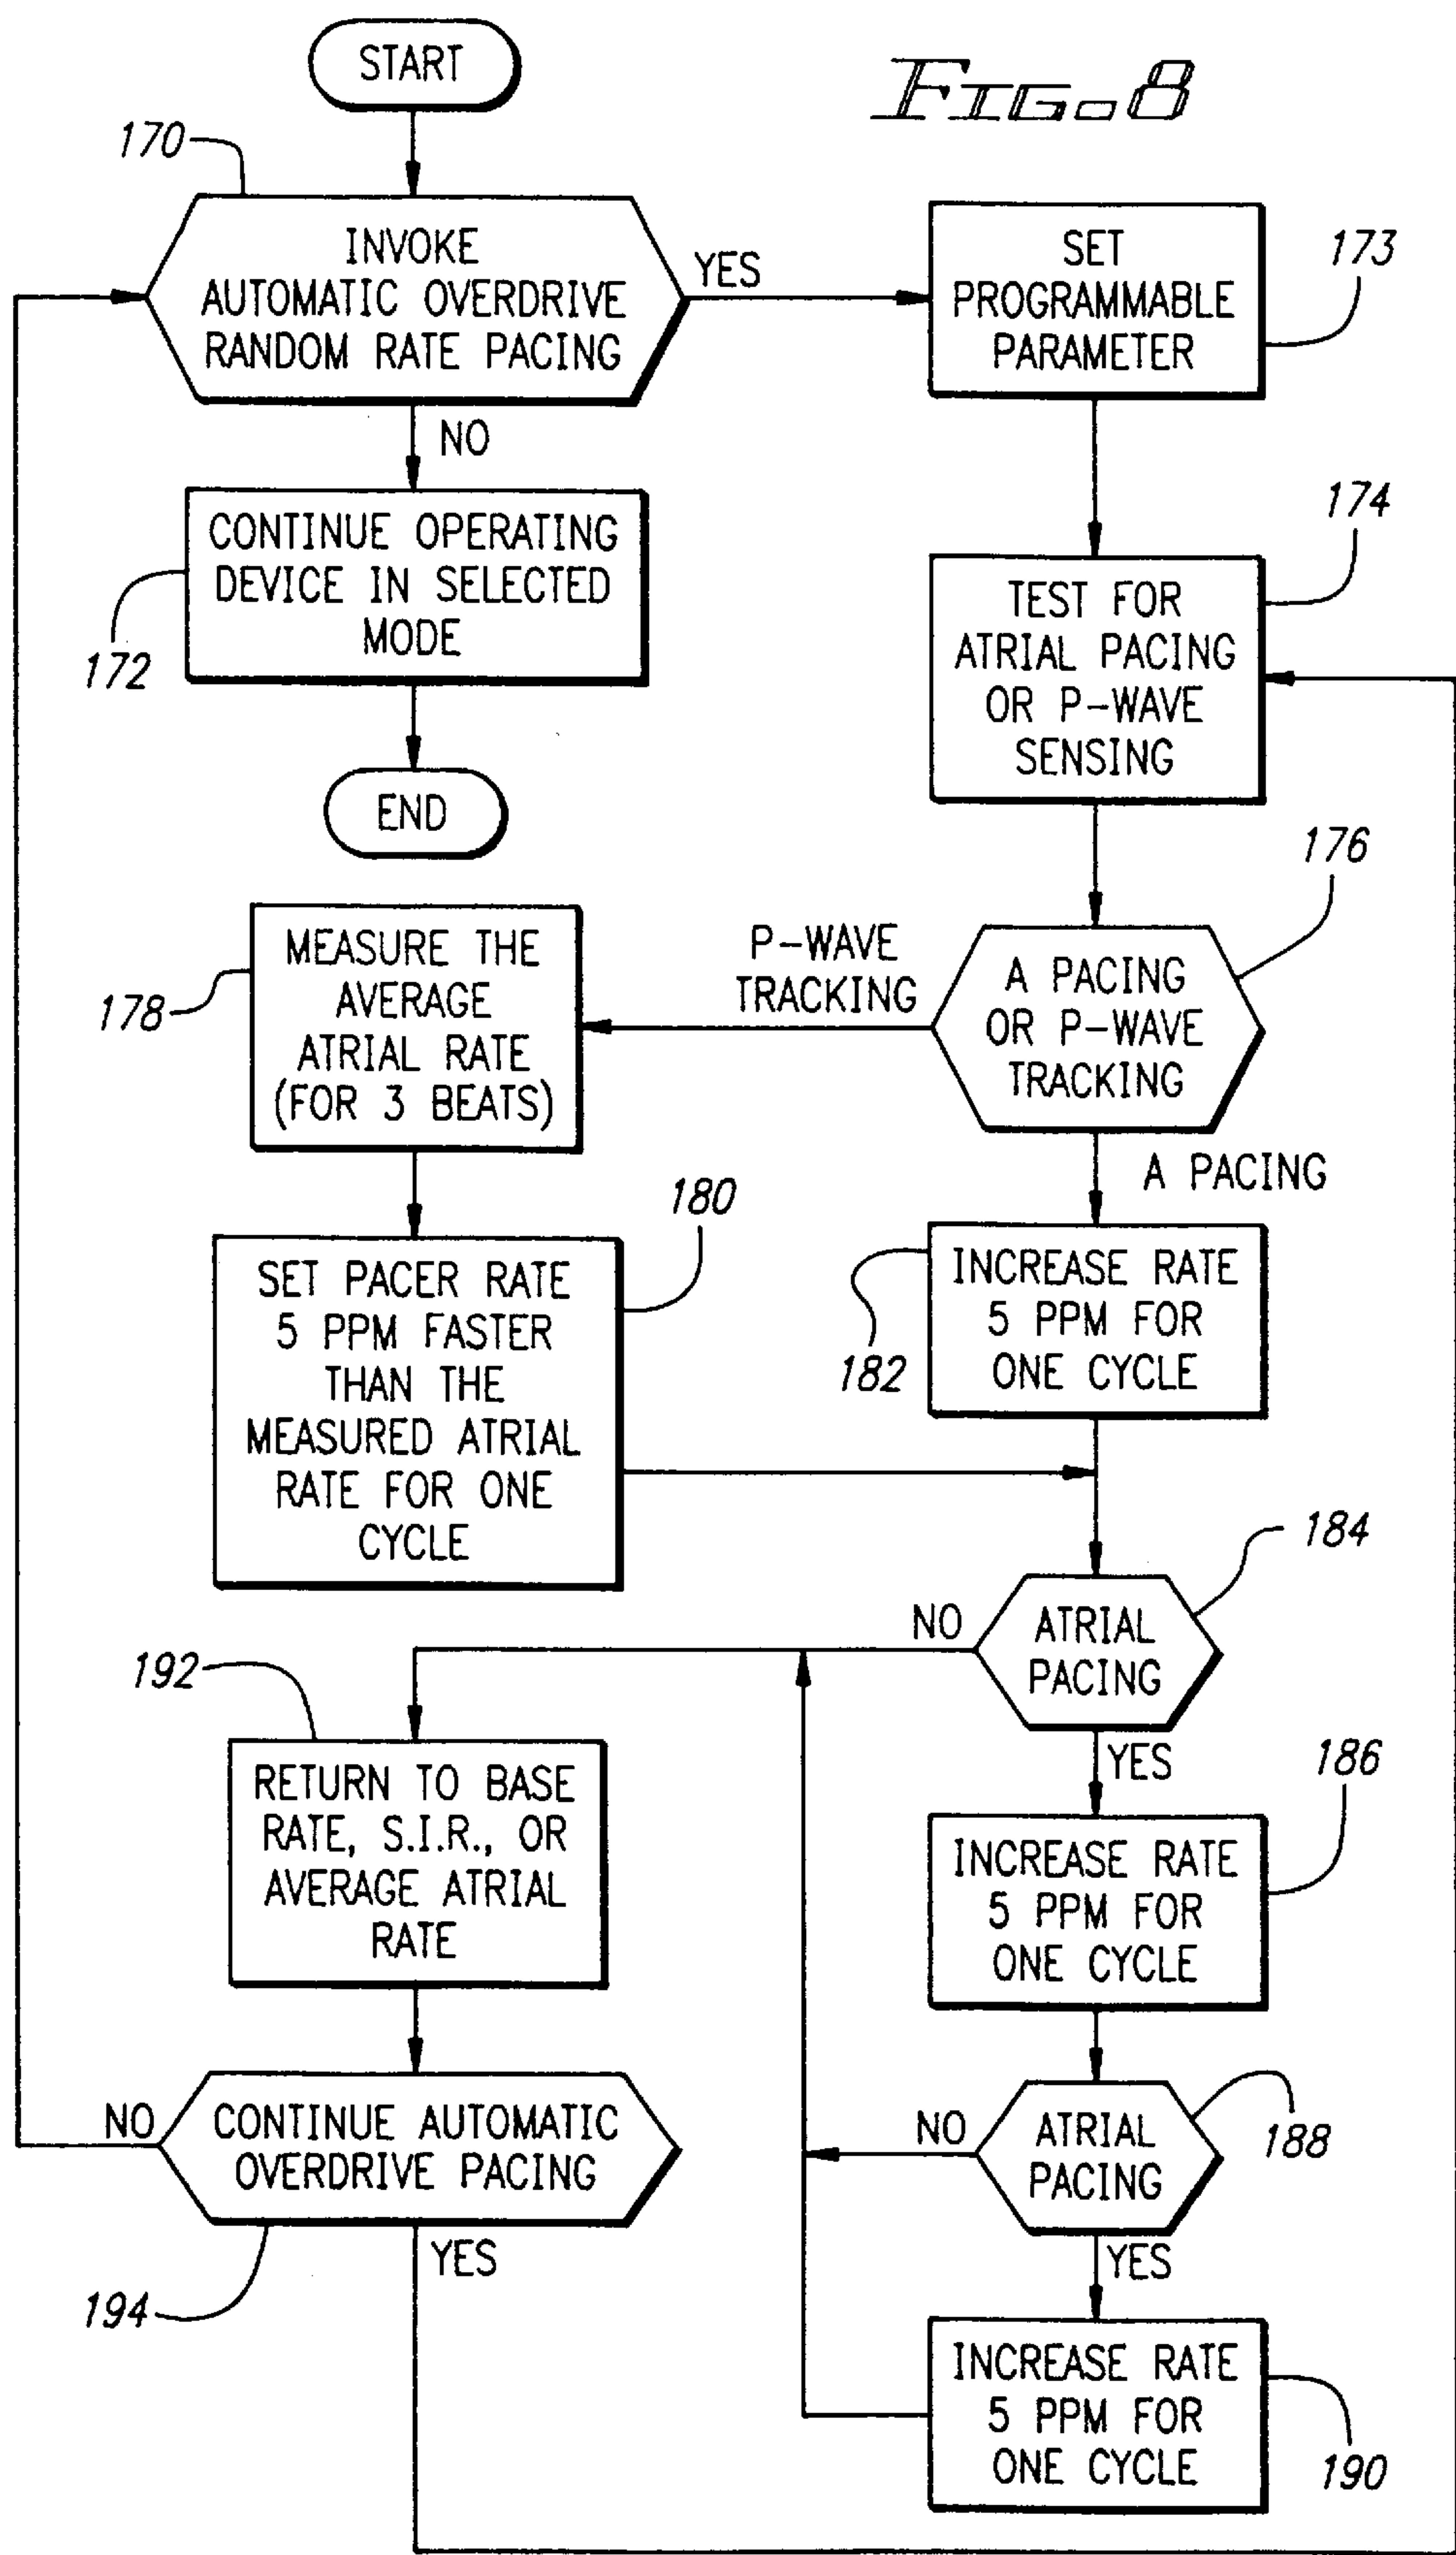 START
FIG. 8
170
INVOKE
AUTOMATIC OVERDRIVE
RANDOM RATE PACING
YES
SET
PROGRAMMABLE
PARAMETER
173
NO
CONTINUE OPERATING
DEVICE IN SELECTED
MODE
172
END
174
TEST FOR
ATRIAL PACING
OR P-WAVE
SENSING
176
A PACING
OR P-WAVE
TRACKING
P-WAVE
TRACKING
MEASURE THE
AVERAGE
ATRIAL RATE
(FOR 3 BEATS)
178
A PACING
180
SET PACER RATE
5 PPM FASTER
THAN THE
MEASURED ATRIAL
RATE FOR ONE
CYCLE
INCREASE RATE
5 PPM FOR
ONE CYCLE
182
184
ATRIAL
PACING
NO
192
RETURN TO BASE
RATE, S.I.R., OR
AVERAGE ATRIAL
RATE
YES
186
INCREASE RATE
5 PPM FOR
ONE CYCLE
NO
CONTINUE AUTOMATIC
OVERDRIVE PACING
194
YES
NO
ATRIAL
PACING
188
YES
INCREASE RATE
5 PPM FOR
ONE CYCLE
190